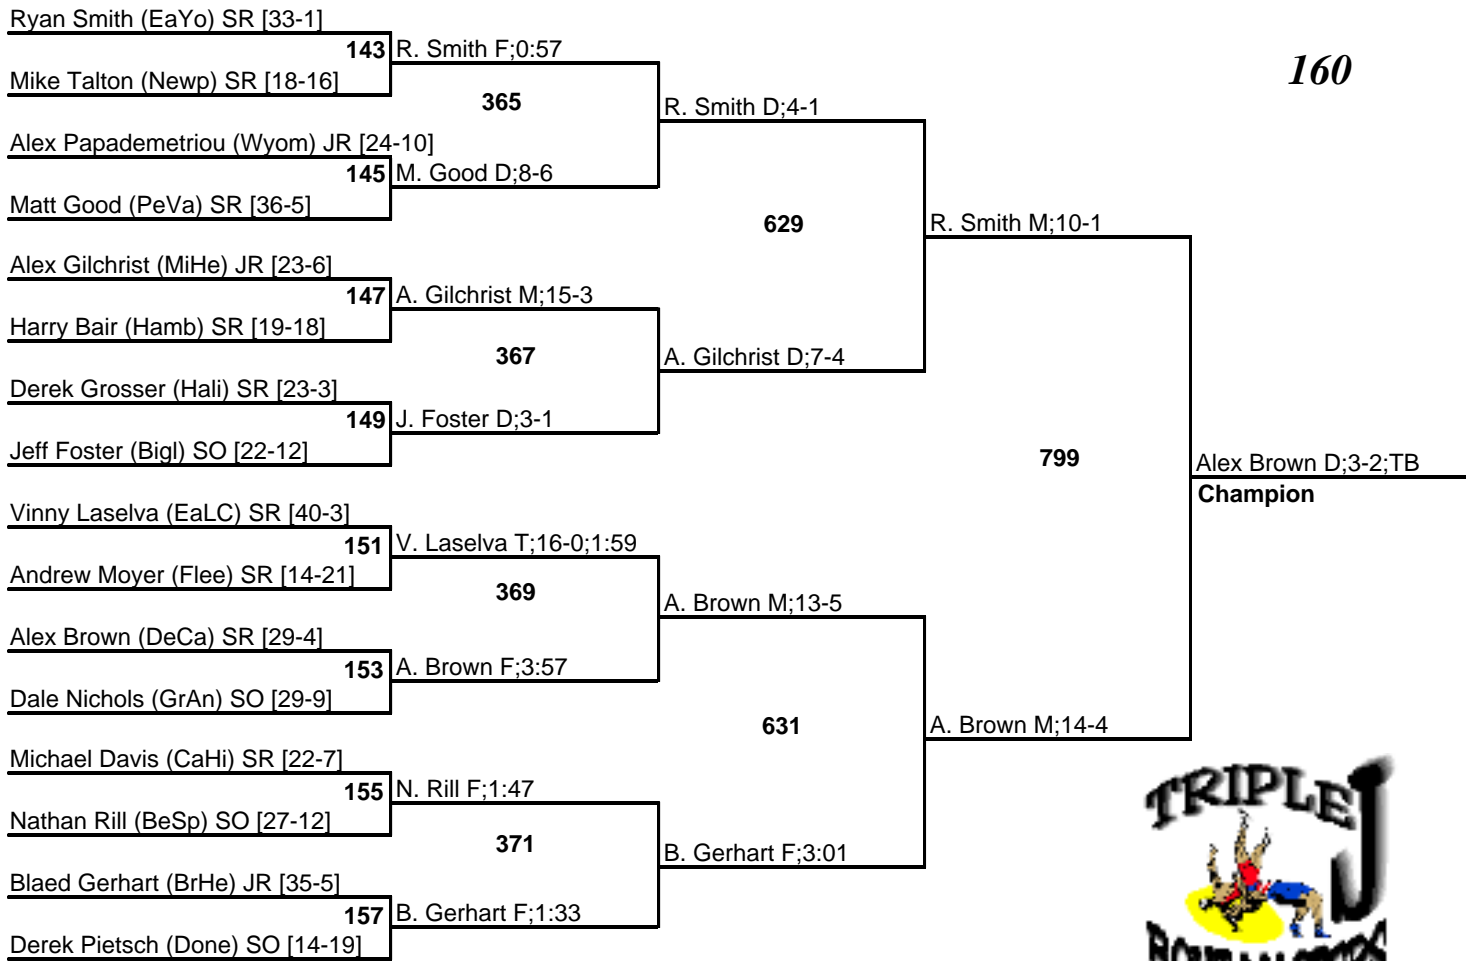 Ryan Smith (EaYo) SR [33-1]
143 R. Smith F;0:57
160
Mike Talton (Newp) SR [18-16]
365
R. Smith D;4-1
Alex Papademetriou (Wyom) JR [24-10]
145 M. Good D;8-6
Matt Good (PeVa) SR [36-5]
629
R. Smith M;10-1
Alex Gilchrist (MiHe) JR [23-6]
147 A. Gilchrist M;15-3
Harry Bair (Hamb) SR [19-18]
367
A. Gilchrist D;7-4
Derek Grosser (Hali) SR [23-3]
149 J. Foster D;3-1
Jeff Foster (Bigl) SO [22-12]
799
Alex Brown D;3-2;TB
Champion
Vinny Laselva (EaLC) SR [40-3]
151 V. Laselva T;16-0;1:59
Andrew Moyer (Flee) SR [14-21]
369
A. Brown M;13-5
Alex Brown (DeCa) SR [29-4]
153 A. Brown F;3:57
Dale Nichols (GrAn) SO [29-9]
631
A. Brown M;14-4
Michael Davis (CaHi) SR [22-7]
155 N. Rill F;1:47
Nathan Rill (BeSp) SO [27-12]
371
B. Gerhart F;3:01
Blaed Gerhart (BrHe) JR [35-5]
157 B. Gerhart F;1:33
Derek Pietsch (Done) SO [14-19]
TRIPLE J